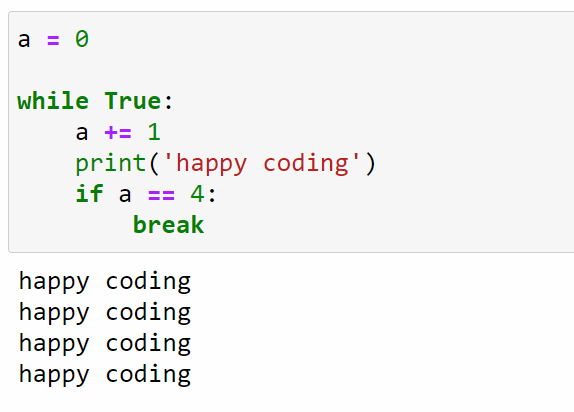 a = 0
while True:
    a += 1
    print('happy coding')
    if a == 4:
        break
happy coding
happy coding
happy coding
happy coding